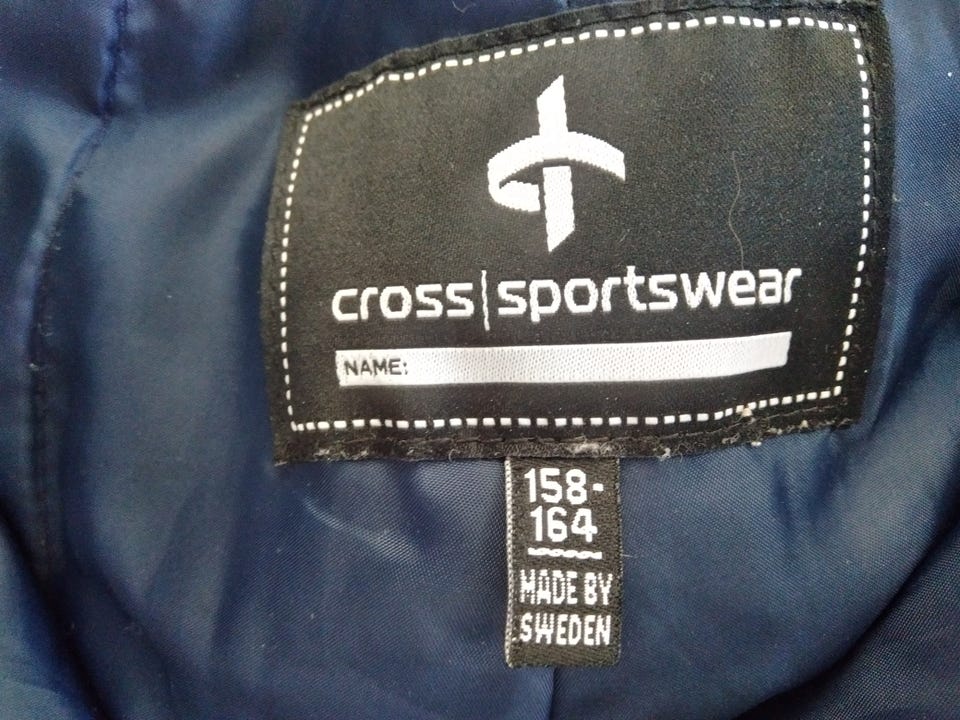 cross|sportswear
NAME:
158-
164
MADE BY
SWEDEN